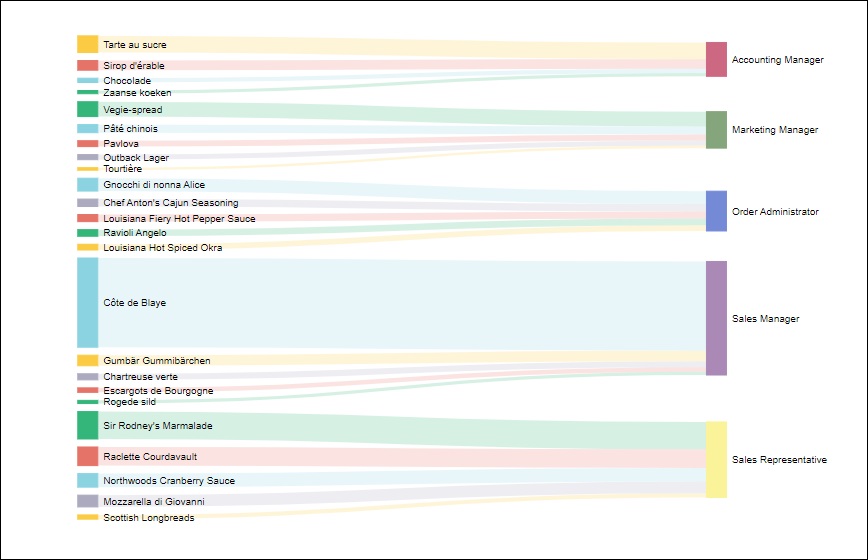 Tarte au sucre
Sirop d'érable
Chocolade
Zaanse koeken
Vegie-spread
Pâté chinois
Pavlova
Outback Lager
Tourtière
Gnocchi di nonna Alice
Chef Anton's Cajun Seasoning
Louisiana Fiery Hot Pepper Sauce
Ravioli Angelo
Louisiana Hot Spiced Okra
Côte de Blaye
Gumbär Gummibärchen
Chartreuse verte
Escargots de Bourgogne
Rogede sild
Sir Rodney's Marmalade
Raclette Courdavault
Northwoods Cranberry Sauce
Mozzarella di Giovanni
Scottish Longbreads
Accounting Manager
Marketing Manager
Order Administrator
Sales Manager
Sales Representative